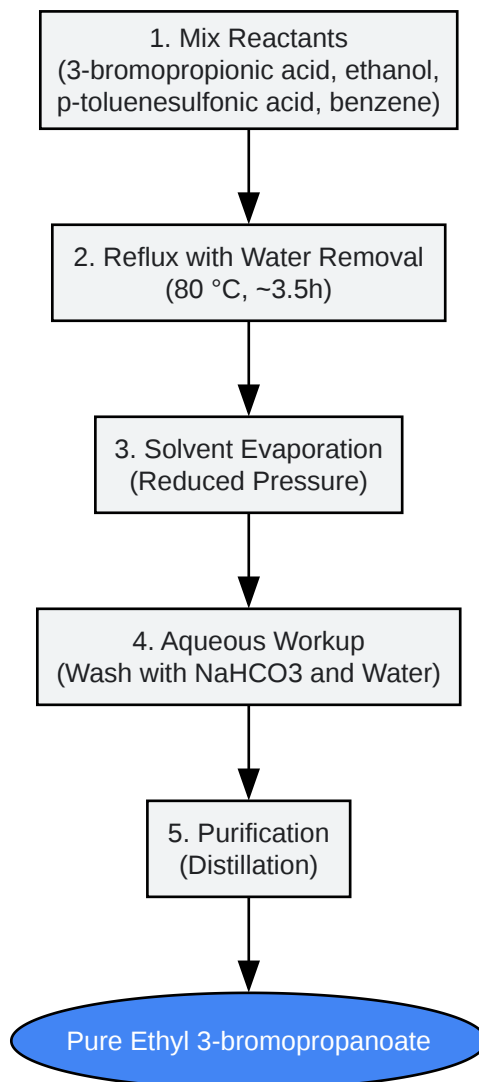 1. Mix Reactants
(3-bromopropionic acid, ethanol,
p-toluenesulfonic acid, benzene)
2. Reflux with Water Removal
(80 °C, ~3.5h)
3. Solvent Evaporation
(Reduced Pressure)
4. Aqueous Workup
(Wash with NaHCO3 and Water)
5. Purification
(Distillation)
Pure Ethyl 3-bromopropanoate